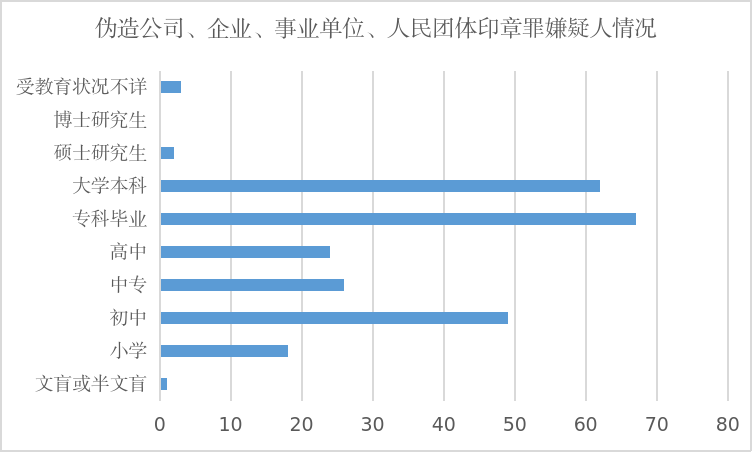 伪造公司、企业、事业单位、人民团体印章罪嫌疑人情况
受教育状况不详
博士研究生
硕士研究生
大学本科
专科毕业
高中
中专
初中
小学
文盲或半文盲
0 10 20 30 40 50 60 70 80